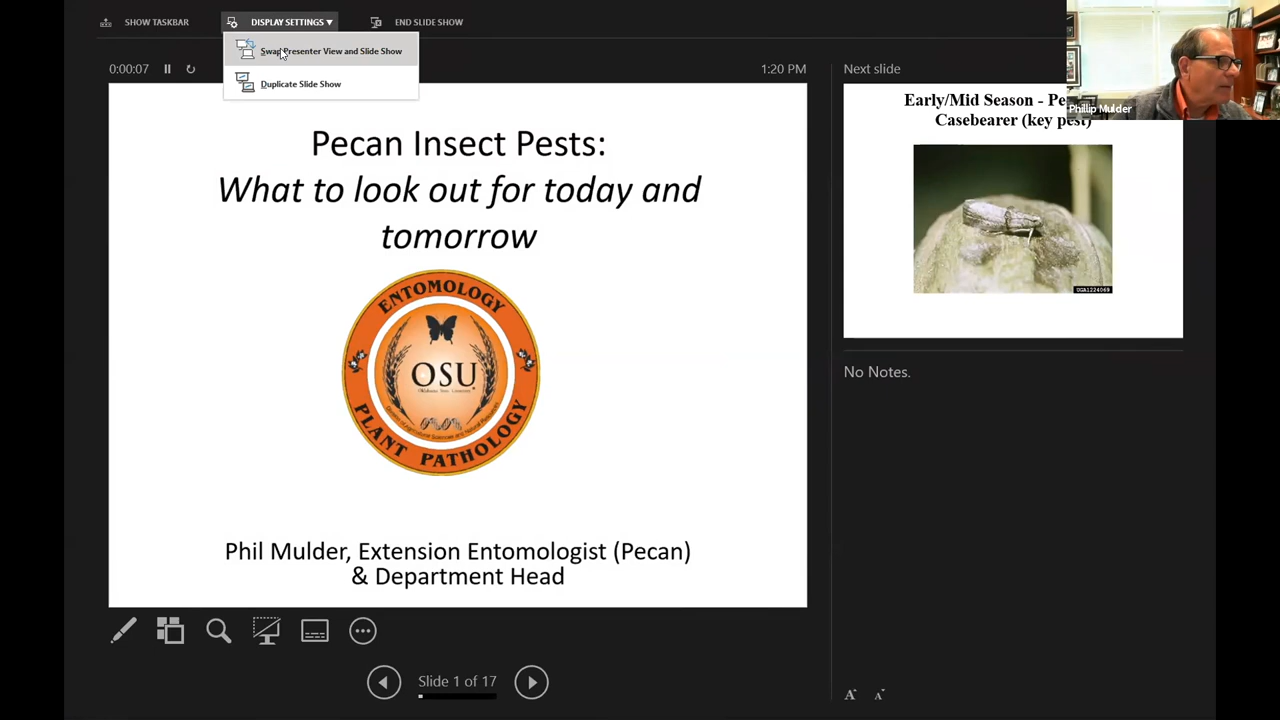 SHOW TASKBAR
DISPLAY SETTINGS ▼
END SLIDE SHOW
Swap Presenter View and Slide Show
Duplicate Slide Show
0:00:07
1:20 PM
Next slide
Phillip Mulder
Pecan Insect Pests:
What to look out for today and
tomorrow
ENTOMOLOGY
OSU
PLANT PATHOLOGY
Phil Mulder, Extension Entomologist (Pecan)
& Department Head
Early/Mid Season - Pe
Casebearer (key pest)
UGA1224069
No Notes.
Slide 1 of 17
A
A